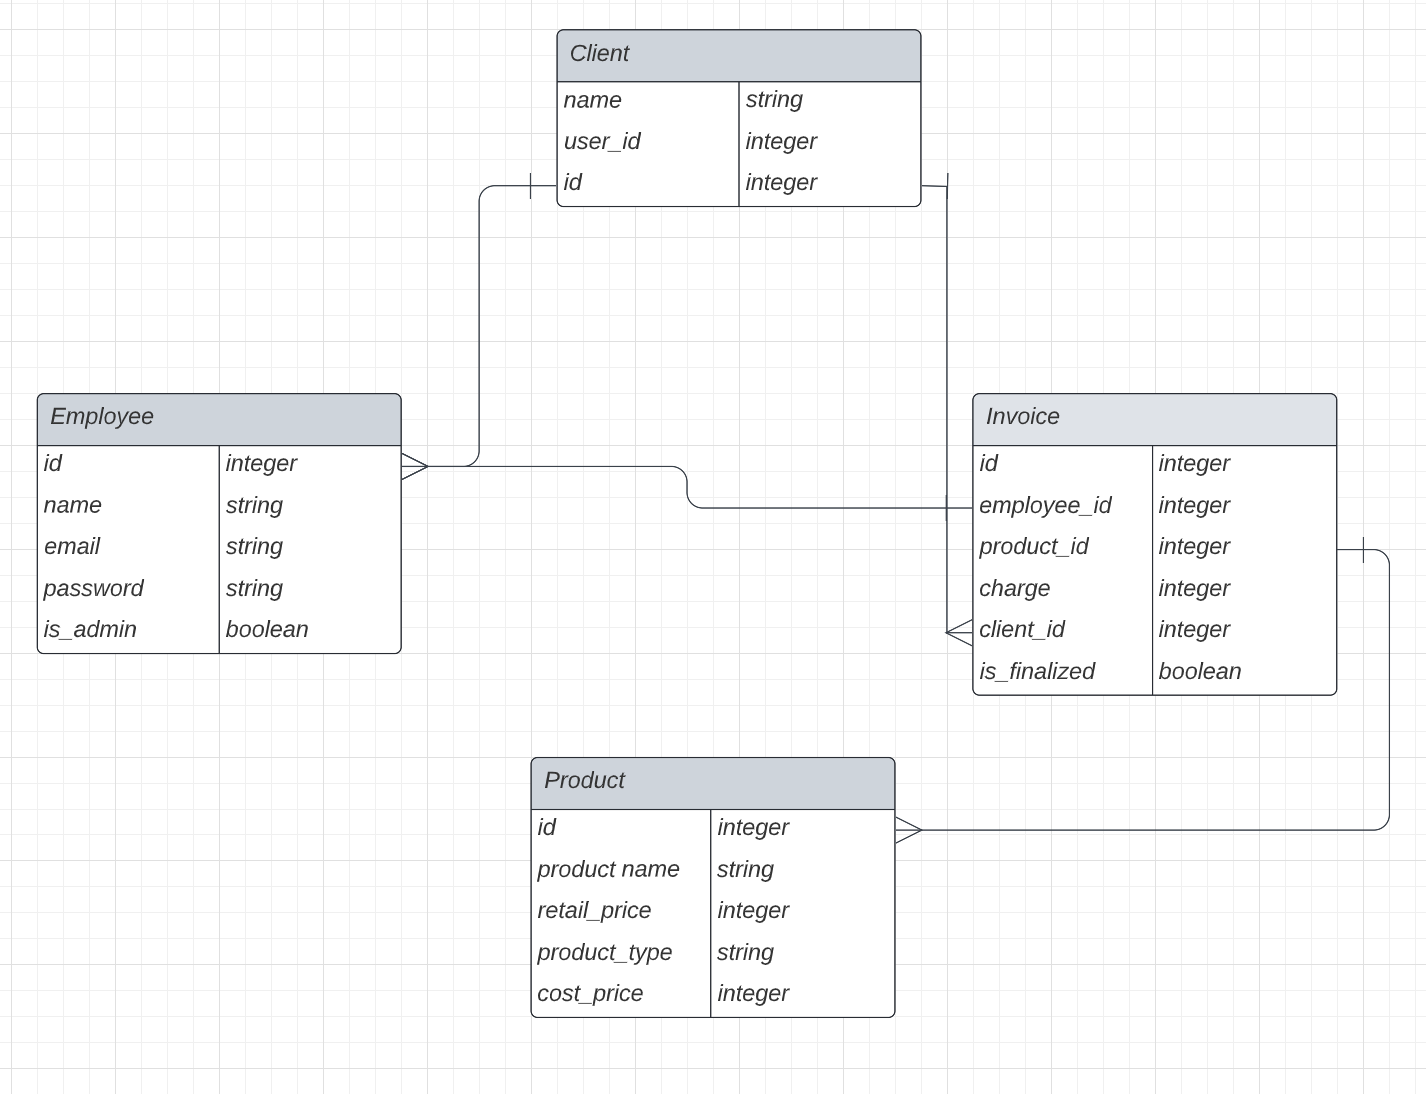 Client
name string
user_id integer
id integer
Employee
id integer
name string
email string
password string
is_admin boolean
Invoice
id integer
employee_id integer
product_id integer
charge integer
client_id integer
is_finalized boolean
Product
id integer
product name string
retail_price integer
product_type string
cost_price integer